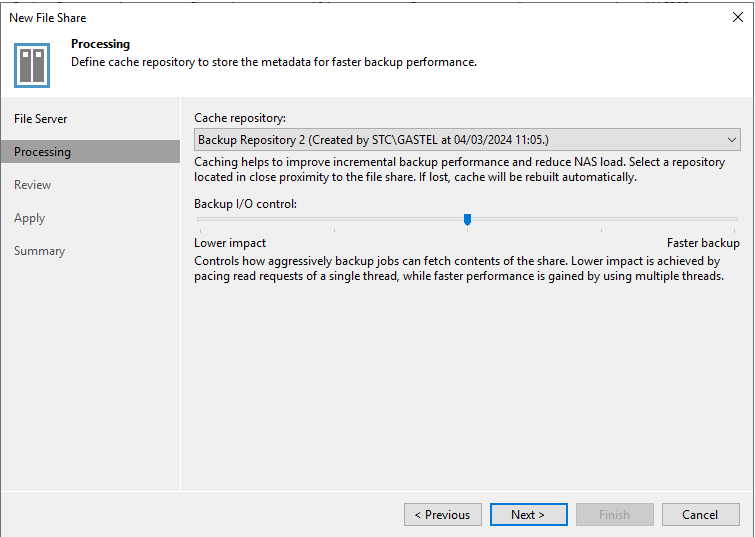 New File Share
Processing
Define cache repository to store the metadata for faster backup performance.
File Server
Processing
Review
Apply
Summary
Cache repository:
Backup Repository 2 (Created by STC\GASTEL at 04/03/2024 11:05.)
Caching helps to improve incremental backup performance and reduce NAS load. Select a repository
located in close proximity to the file share. If lost, cache will be rebuilt automatically.
Backup I/O control:
Lower impact
Faster backup
Controls how aggressively backup jobs can fetch contents of the share. Lower impact is achieved by
pacing read requests of a single thread, while faster performance is gained by using multiple threads.
< Previous
Next >
Finish
Cancel